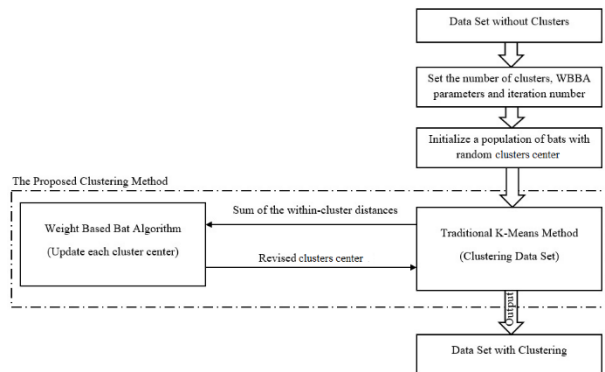 Data Set without Clusters
Set the number of clusters, WBBA
parameters and iteration number
Initialize a population of bats with
random clusters center
The Proposed Clustering Method
Weight Based Bat Algorithm
(Update each cluster center)
Sum of the within-cluster distances
Revised clusters center
Traditional K-Means Method
(Clustering Data Set)
Output
Data Set with Clustering